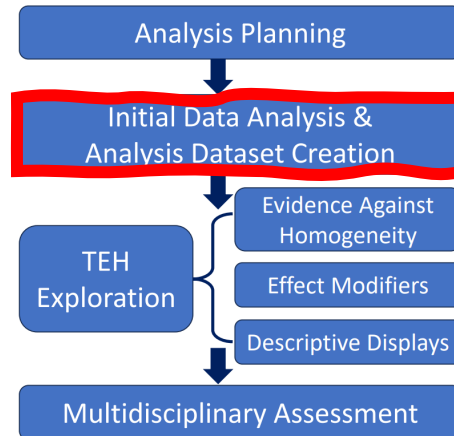 Analysis Planning
Initial Data Analysis &
Analysis Dataset Creation
Evidence Against
Homogeneity
TEH
Exploration
Effect Modifiers
Descriptive Displays
Multidisciplinary Assessment